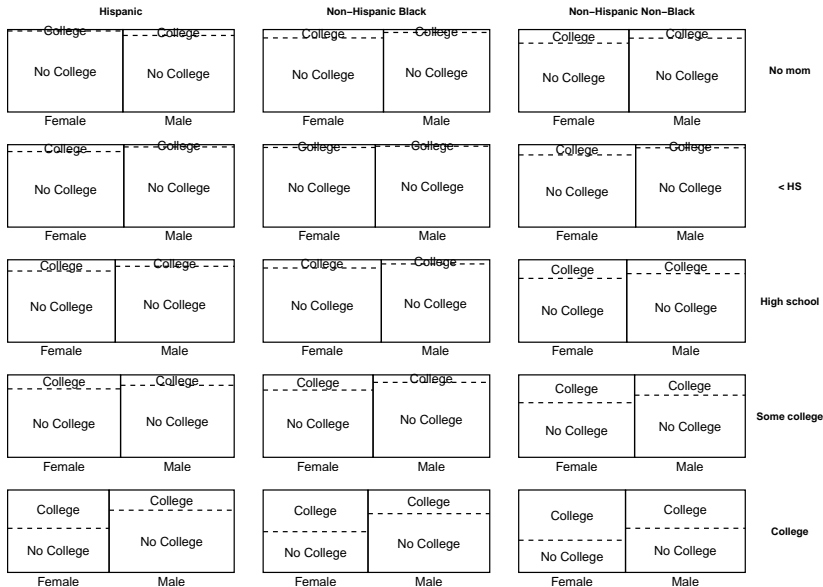 Hispanic Non−Hispanic Black Non−Hispanic Non−Black
College College College College College College
No College No College No College No College No College No College No mom
Female Male Female Male Female Male
College College College College College College
No College No College No College No College No College No College < HS
Female Male Female Male Female Male
College College College College College College
No College No College No College No College No College No College High school
Female Male Female Male Female Male
College College College College College College
No College No College No College No College No College No College Some college
Female Male Female Male Female Male
College College College College College College
No College No College No College No College No College No College College
Female Male Female Male Female Male